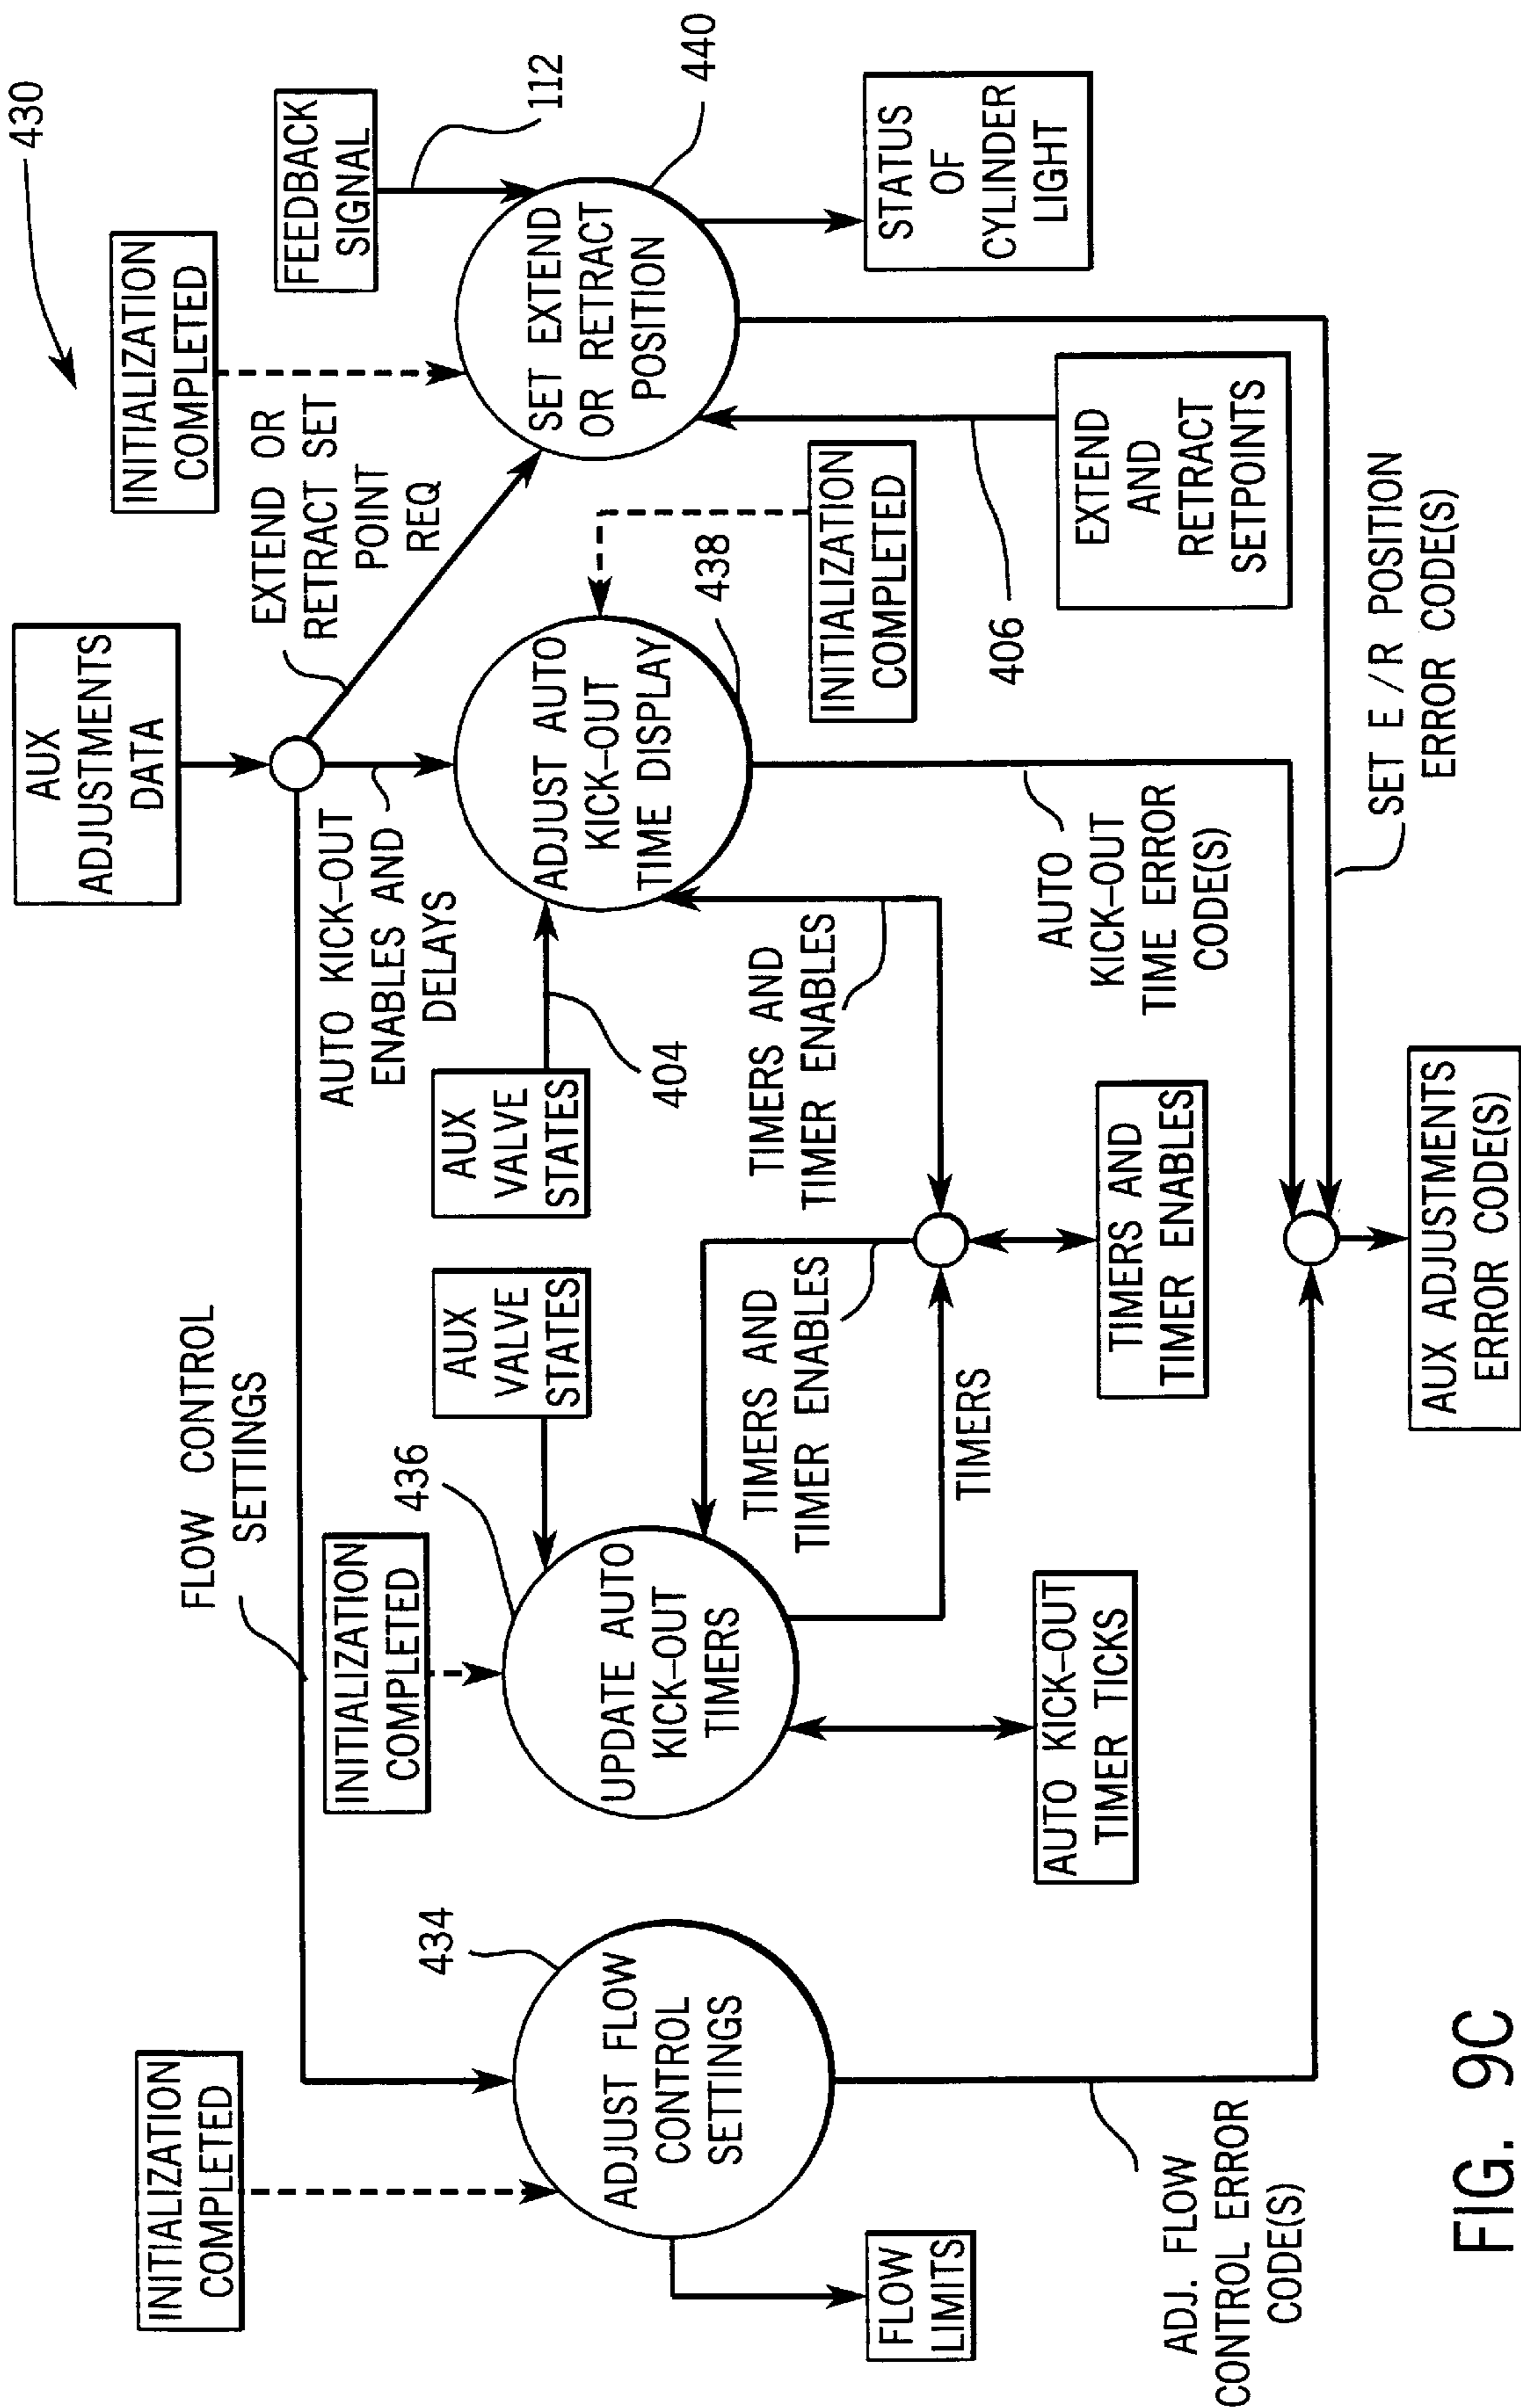 430
AUX
ADJUSTMENTS
DATA
INITIALIZATION
COMPLETED
FEEDBACK
SIGNAL
112
EXTEND OR
RETRACT SET
POINT
REQ
FLOW CONTROL
SETTINGS
AUTO KICK-OUT
ENABLES AND
DELAYS
INITIALIZATION
COMPLETED
434
ADJUST FLOW
CONTROL
SETTINGS
FLOW
LIMITS
INITIALIZATION
COMPLETED
436
UPDATE AUTO
KICK-OUT
TIMERS
AUX
VALVE
STATES
AUX
VALVE
STATES
404
ADJUST AUTO
KICK-OUT
TIME DISPLAY
438
INITIALIZATION
COMPLETED
SET EXTEND
OR RETRACT
POSITION
440
STATUS
OF
CYLINDER
LIGHT
406
EXTEND
AND
RETRACT
SETPOINTS
TIMERS AND
TIMER ENABLES
TIMERS AND
TIMER ENABLES
TIMERS
AUTO KICK-OUT
TIMER TICKS
TIMERS AND
TIMER ENABLES
AUTO
KICK-OUT
TIME ERROR
CODE(S)
ADJ. FLOW
CONTROL ERROR
CODE(S)
SET E/R POSITION
ERROR CODE(S)
AUX ADJUSTMENTS
ERROR CODE(S)
FIG. 9C